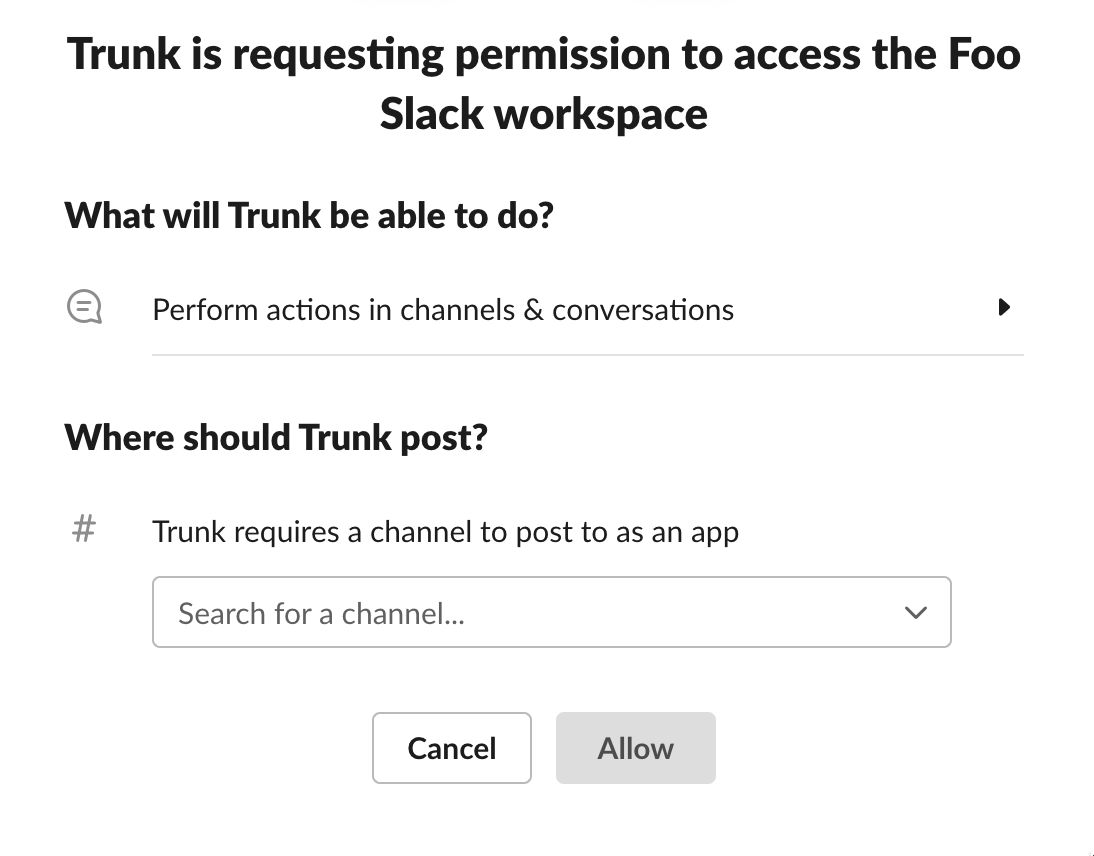 Trunk is requesting permission to access the Foo
Slack workspace
What will Trunk be able to do?
Perform actions in channels & conversations
Where should Trunk post?
# Trunk requires a channel to post to as an app
Search for a channel...
Cancel Allow